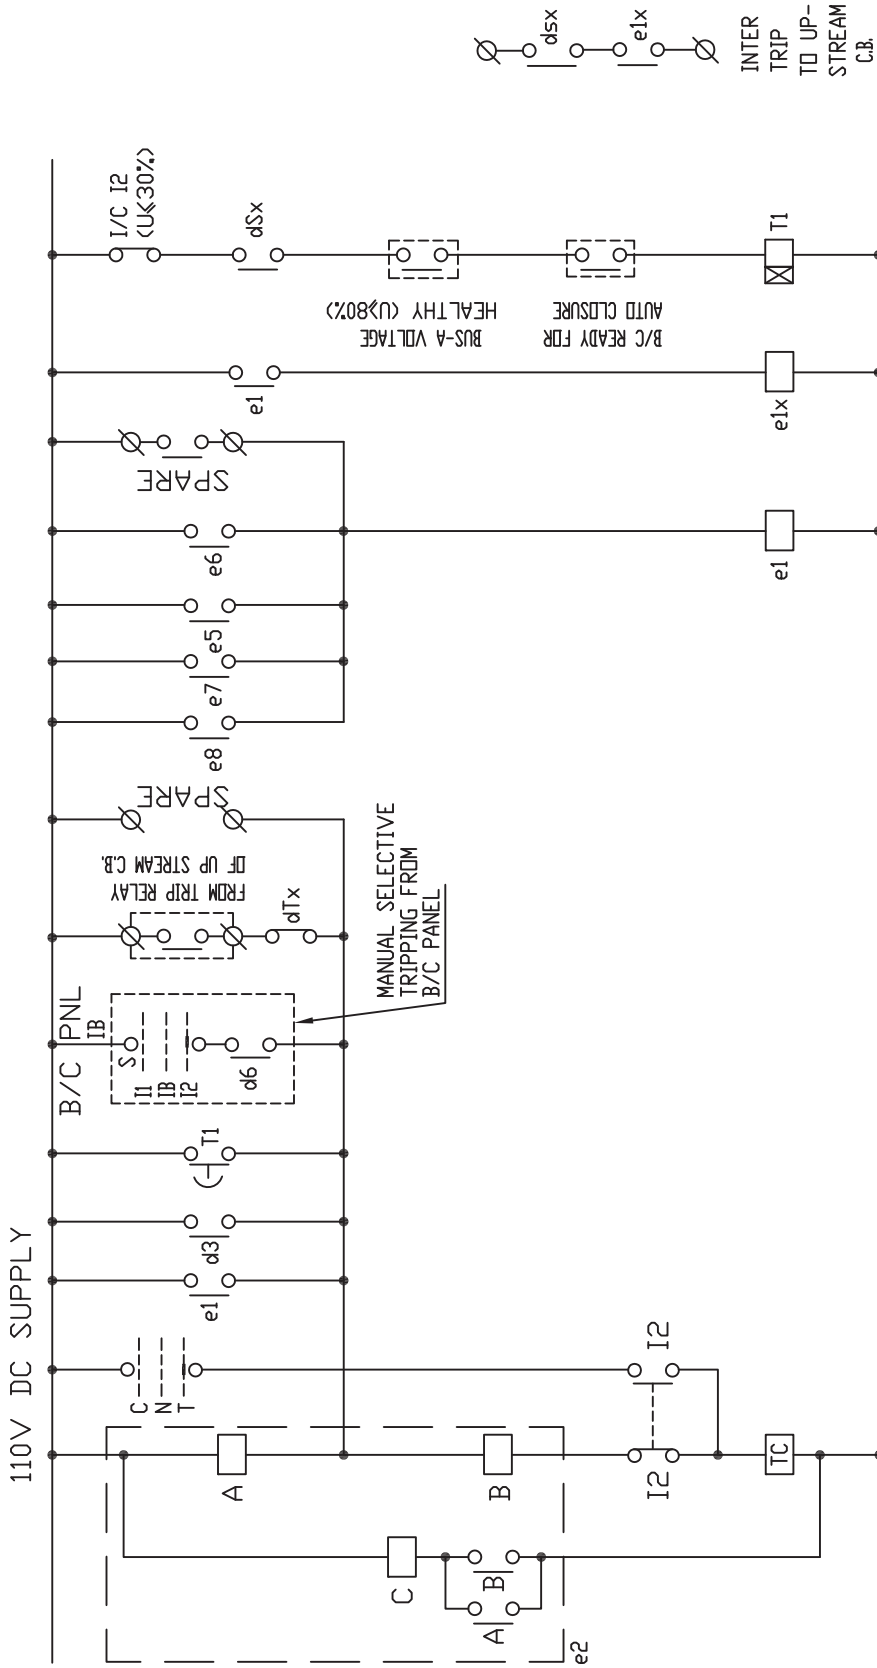 110V DC SUPPLY
e2
A
B
C
A
B
C
N
T
I2
I2
TC
e1
d3
T1
B/C PNL
IB
S
I1
IB
I2
d6
MANUAL SELECTIVE
TRIPPING FROM
B/C PANEL
FROM TRIP RELAY
OF UP STREAM C.B.
dTx
SPARE
e8
e7
e5
e6
SPARE
e1
e1
e1x
I/C I2
(U⩽30%)
dSx
BUS-A VOLTAGE
HEALTHY (U⩾80%)
B/C READY FOR
AUTO CLOSURE
T1
dsx
e1x
INTER
TRIP
TO UP-
STREAM
C.B.